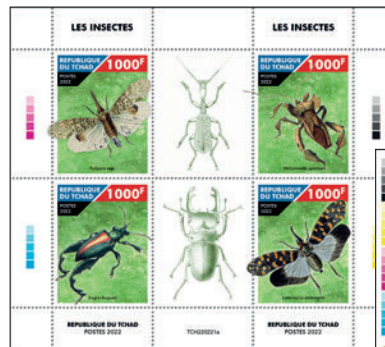 LES INSECTES
LES INSECTES
REPUBLIQUE
DU TCHAD
1000F
POSTES
2022
REPUBLIQUE
DU TCHAD
1000F
POSTES
2022
REPUBLIQUE
DU TCHAD
1000F
POSTES
2022
REPUBLIQUE
DU TCHAD
1000F
POSTES
2022
REPUBLIQUE DU TCHAD
POSTES 2022
TCH220221a
REPUBLIQUE DU TCHAD
POSTES 2022